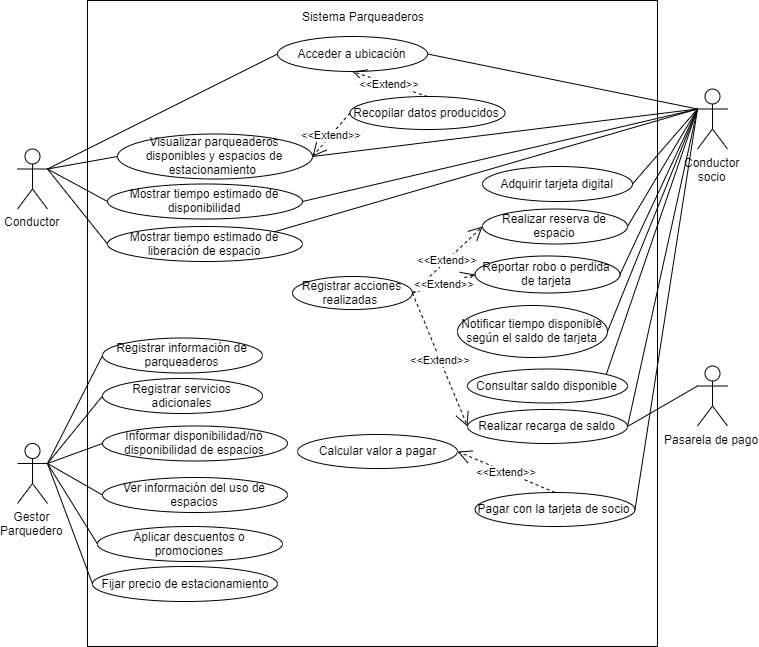 Sistema Parqueaderos
Acceder a ubicación
<<Extend>>
Recopilar datos producidos
<<Extend>>
Visualizar parqueaderos
disponibles y espacios de
estacionamiento
Conductor
socio
Adquirir tarjeta digital
Mostrar tiempo estimado de
disponibilidad
Conductor
Realizar reserva de
espacio
Mostrar tiempo estimado de
liberación de espacio
<<Extend>>
Reportar robo o perdida
de tarjeta
<<Extend>>
Registrar acciones
realizadas
Notificar tiempo disponible
según el saldo de tarjeta
Registrar información de
parqueaderos
<<Extend>>
Consultar saldo disponible
Registrar servicios
adicionales
Realizar recarga de saldo
Pasarela de pago
Informar disponibilidad/no
disponibilidad de espacios
Calcular valor a pagar
<<Extend>>
Ver información del uso de
espacios
Pagar con la tarjeta de socio
Gestor
Parquedero
Aplicar descuentos o
promociones
Fijar precio de estacionamiento